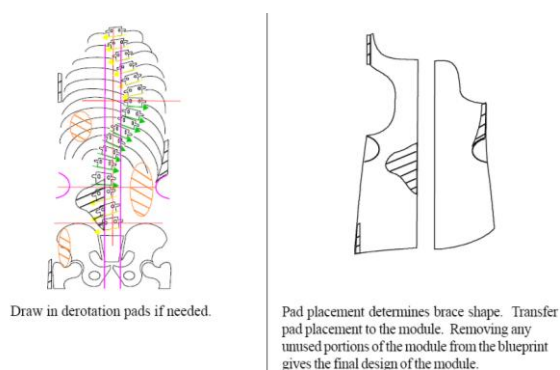 Draw in derotation pads if needed.
Pad placement determines brace shape. Transfer
pad placement to the module. Removing any
unused portions of the module from the blueprint
gives the final design of the module.